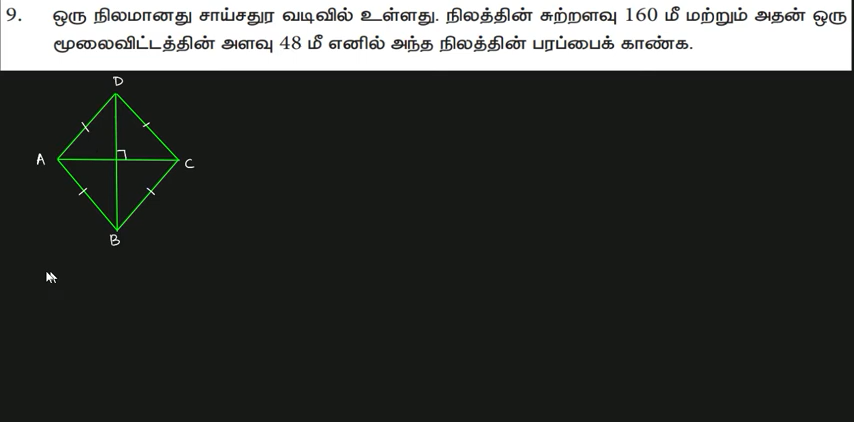 9. ஒரு நிலமானது சாய்சதுர வடிவில் உள்ளது. நிலத்தின் சுற்றளவு 160 மீ மற்றும் அதன் ஒரு
மூலைவிட்டத்தின் அளவு 48 மீ எனில் அந்த நிலத்தின் பரப்பைக் காண்க.
D
A
C
B